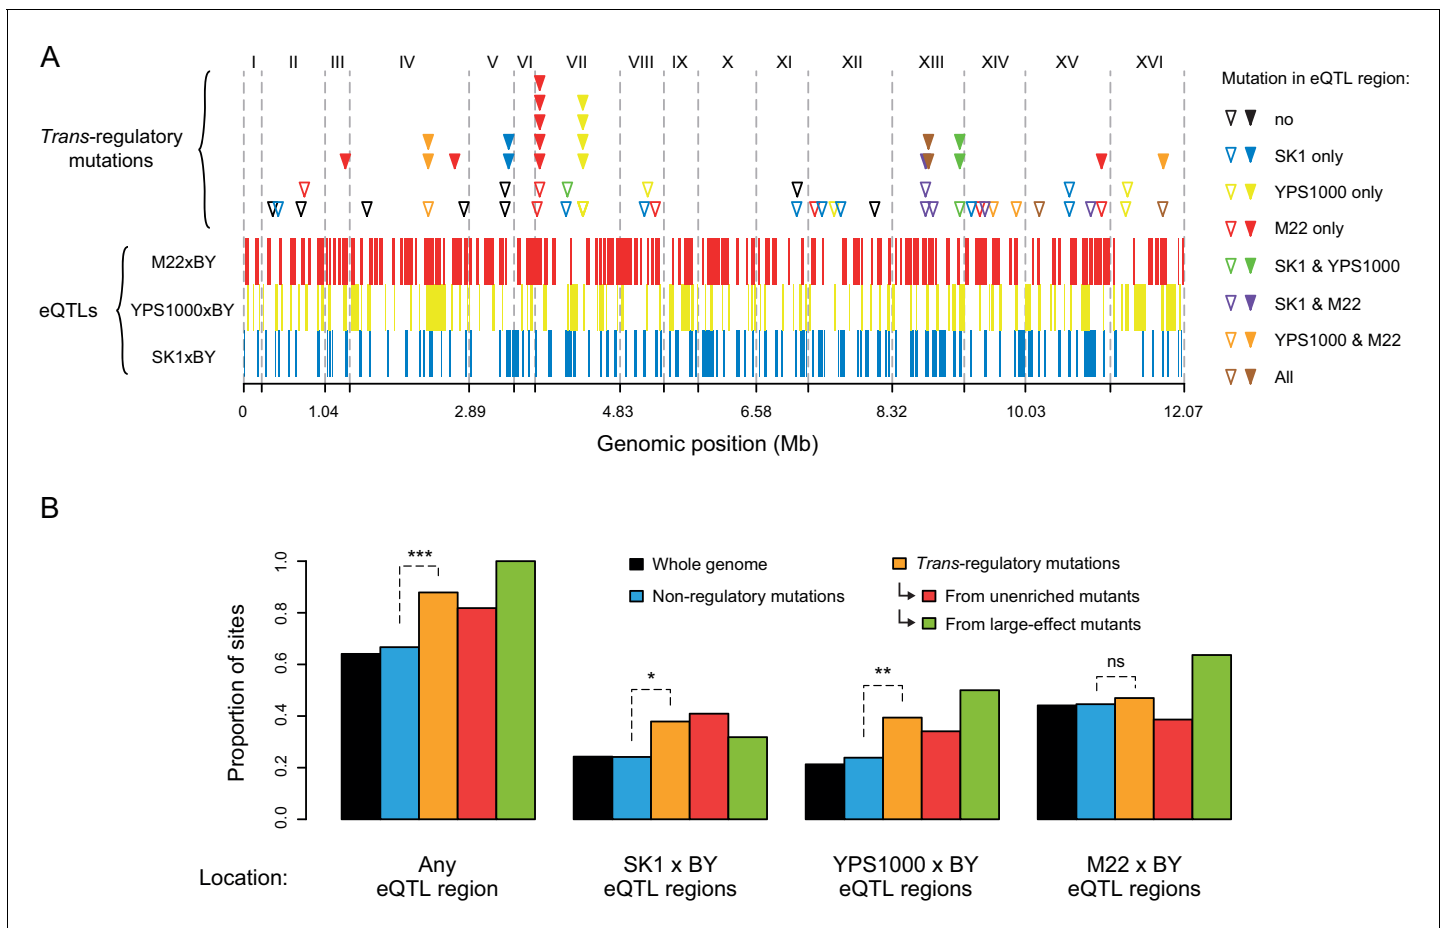 A
I II III IV V VI VII VIII IX X XI XII XIII XIV XV XVI
Trans-regulatory
mutations
Mutation in eQTL region:
no
SK1 only
YPS1000 only
M22 only
SK1 & YPS1000
SK1 & M22
YPS1000 & M22
All
eQTLs
M22xBY
YPS1000xBY
SK1xBY
0 1.04 2.89 4.83 6.58 8.32 10.03 12.07
Genomic position (Mb)
B
Proportion of sites
1.0
0.8
0.6
0.4
0.2
0.0
Whole genome
Non-regulatory mutations
Trans-regulatory mutations
From unenriched mutants
From large-effect mutants
***
*
**
ns
Location:
Any
eQTL region
SK1 x BY
eQTL regions
YPS1000 x BY
eQTL regions
M22 x BY
eQTL regions